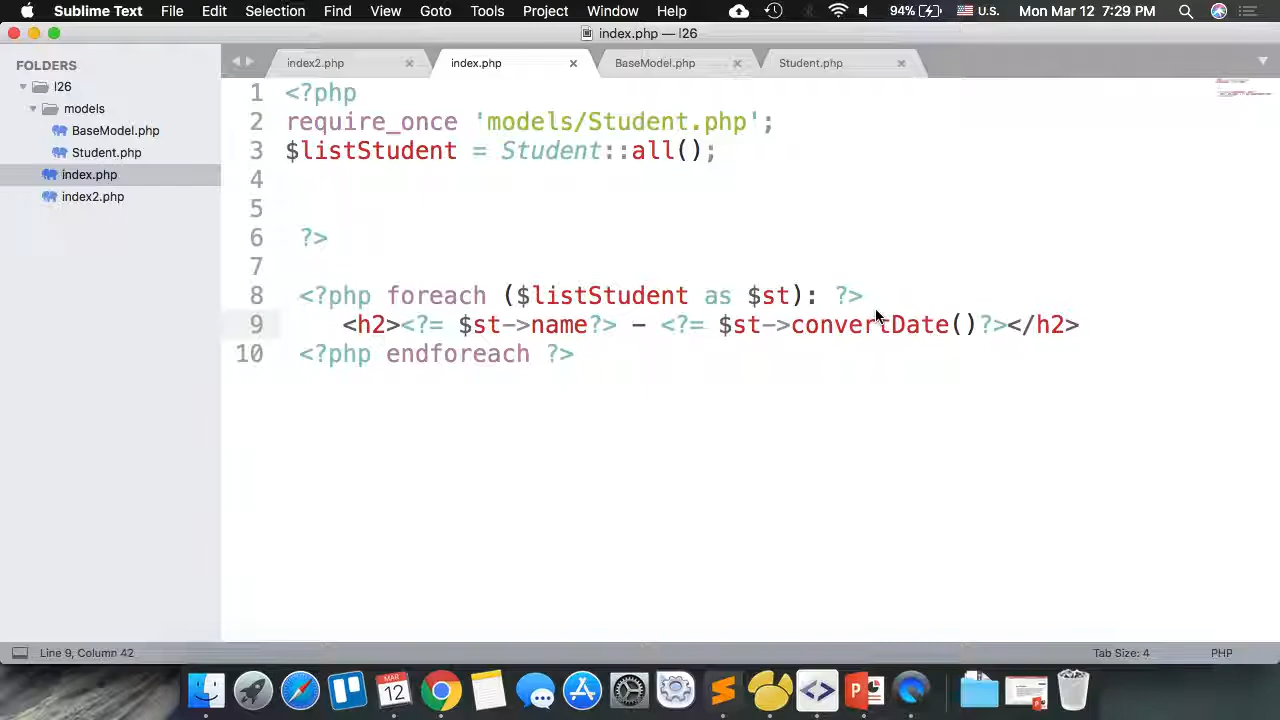 Sublime Text File Edit Selection Find View Goto Tools Project Window Help 94% U.S. Mon Mar 12 7:29 PM
index.php — l26
FOLDERS
l26
models
BaseModel.php
Student.php
index.php
index2.php
index2.php index.php BaseModel.php Student.php
1 <?php
2 require_once 'models/Student.php';
3 $listStudent = Student::all();
4
5
6 ?>
7
8 <?php foreach ($listStudent as $st): ?>
9 <h2><?= $st->name?> - <?= $st->convertDate()?></h2>
10 <?php endforeach ?>
Line 9, Column 42 Tab Size: 4 PHP
MAR
12